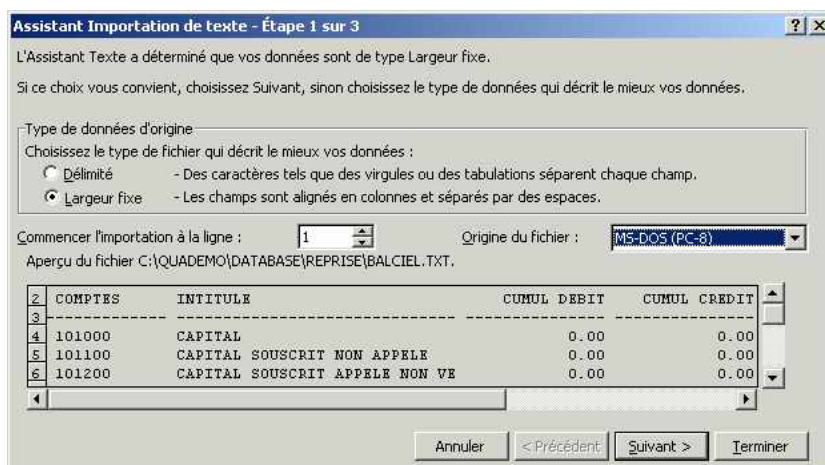 Assistant Importation de texte - Étape 1 sur 3
L'Assistant Texte a déterminé que vos données sont de type Largeur fixe.
Si ce choix vous convient, choisissez Suivant, sinon choisissez le type de données qui décrit le mieux vos données.
Type de données d'origine
Choisissez le type de fichier qui décrit le mieux vos données :
Délimité - Des caractères tels que des virgules ou des tabulations séparent chaque champ.
Largeur fixe - Les champs sont alignés en colonnes et séparés par des espaces.
Commencer l'importation à la ligne : 1 Origine du fichier : MS-DOS (PC-8)
Aperçu du fichier C:\QUADEMO\DATABASE\REPRISE\BALCIEL.TXT.
2 COMPTES INTITULE CUMUL DEBIT CUMUL CREDIT
3 ------------- ------------------------------ --------------- ---------------
4 101000 CAPITAL 0.00 0.00
5 101100 CAPITAL SOUSCRIT NON APPELE 0.00 0.00
6 101200 CAPITAL SOUSCRIT APPELE NON VE 0.00 0.00
Annuler < Précédent Suivant > Terminer